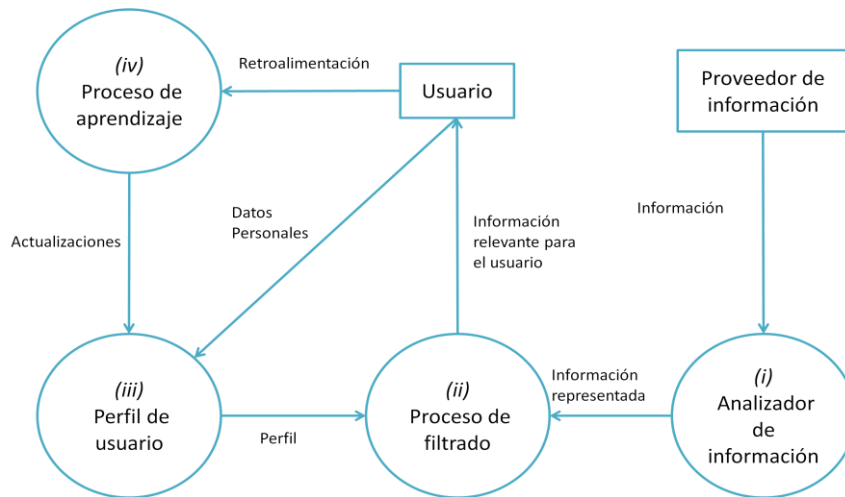 (iv)
Proceso de
aprendizaje
Retroalimentación
Usuario
Proveedor de
información
Actualizaciones
Datos
Personales
Información
relevante para
el usuario
Información
(iii)
Perfil de
usuario
Perfil
(ii)
Proceso de
filtrado
Información
representada
(i)
Analizador
de
información